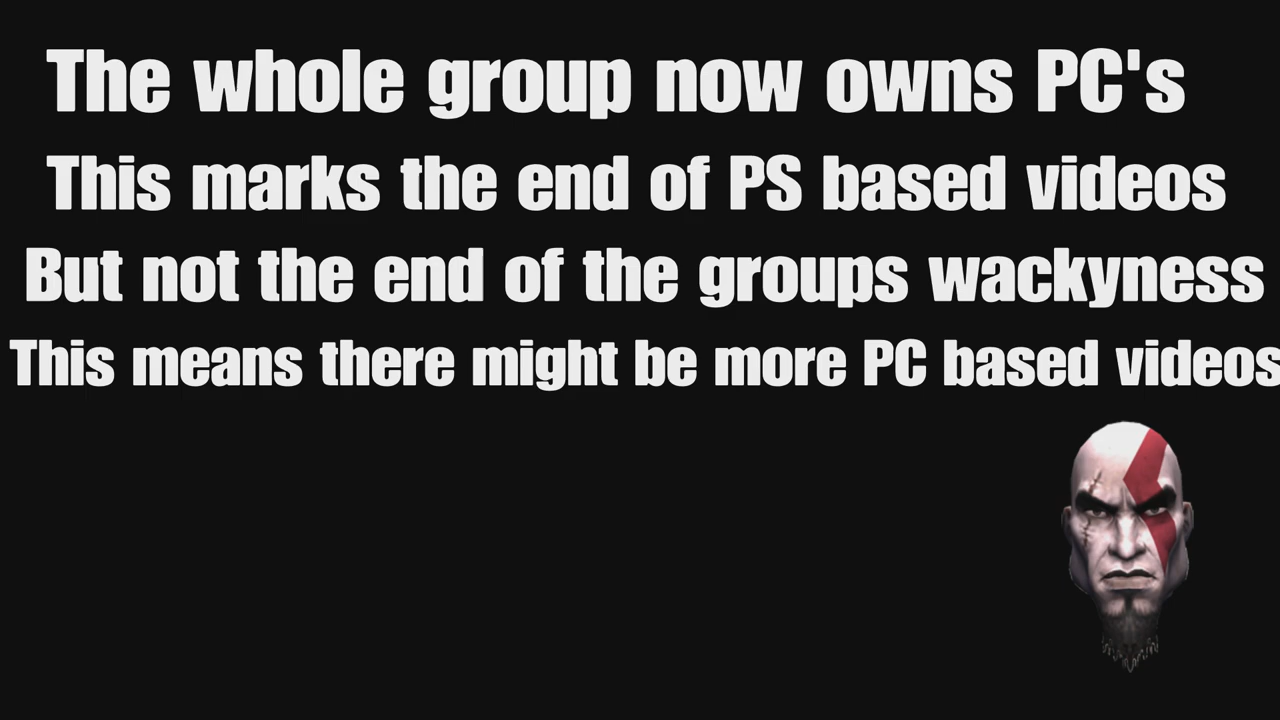 The whole group now owns PC's
This marks the end of PS based videos
But not the end of the groups wackyness
This means there might be more PC based videos